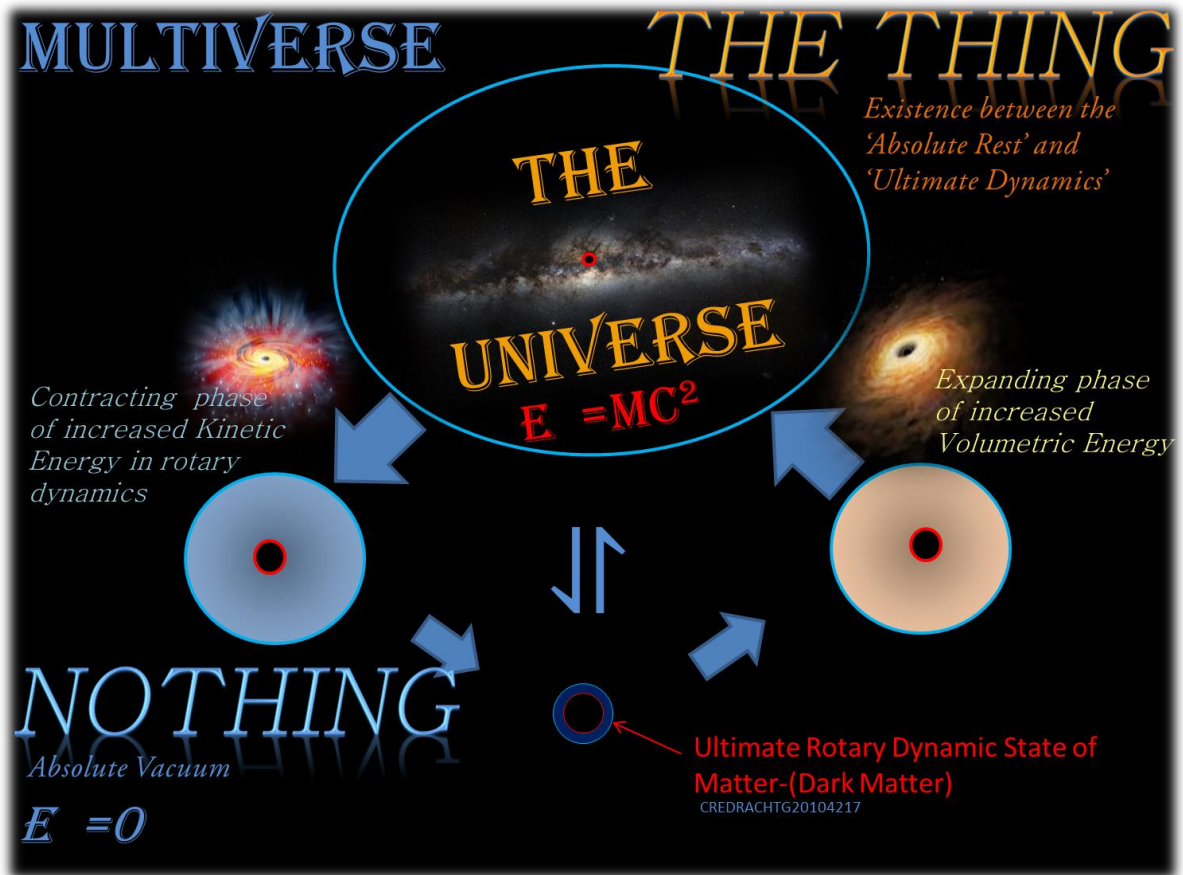 MULTIVERSE
THE THING
Existence between the
‘Absolute Rest’ and
‘Ultimate Dynamics’
THE
UNIVERSE
E =MC²
Contracting phase
of increased Kinetic
Energy in rotary
dynamics
Expanding phase
of increased
Volumetric Energy
NOTHING
Absolute Vacuum
E =0
Ultimate Rotary Dynamic State of
Matter-(Dark Matter)
CREDRACHTG20104217